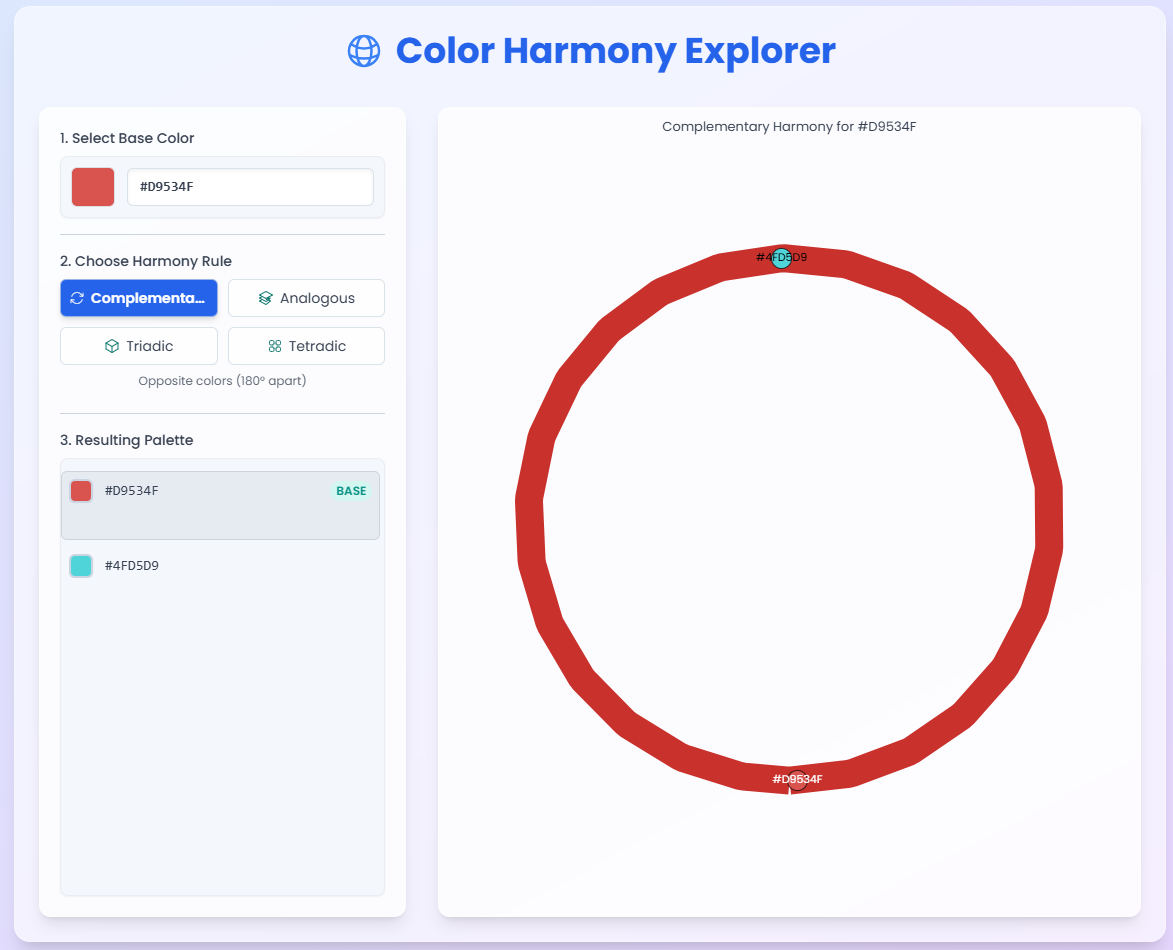 Color Harmony Explorer
1. Select Base Color
#D9534F
2. Choose Harmony Rule
Complementa...
Analogous
Triadic
Tetradic
Opposite colors (180° apart)
3. Resulting Palette
#D9534F BASE
#4FD5D9
Complementary Harmony for #D9534F
#4FD5D9
#D9534F